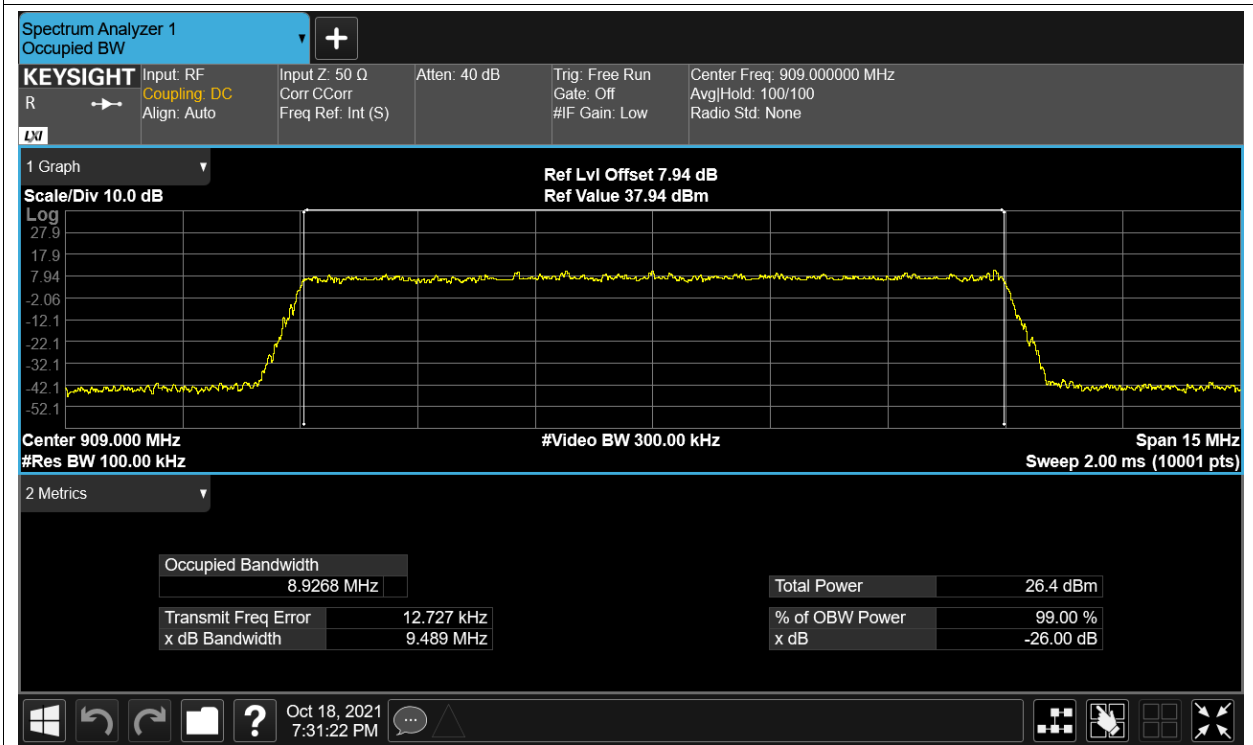 Spectrum Analyzer 1
Occupied BW
KEYSIGHT Input: RF Input Z: 50 Ω Atten: 40 dB Trig: Free Run Center Freq: 909.000000 MHz
R Coupling: DC Corr CCorr Gate: Off Avg|Hold: 100/100
Align: Auto Freq Ref: Int (S) #IF Gain: Low Radio Std: None
LXI
1 Graph
Ref Lvl Offset 7.94 dB
Scale/Div 10.0 dB Ref Value 37.94 dBm
Log
27.9
17.9
7.94
-2.06
-12.1
-22.1
-32.1
-42.1
-52.1
Center 909.000 MHz #Video BW 300.00 kHz Span 15 MHz
#Res BW 100.00 kHz Sweep 2.00 ms (10001 pts)
2 Metrics
Occupied Bandwidth
8.9268 MHz Total Power 26.4 dBm
Transmit Freq Error 12.727 kHz % of OBW Power 99.00 %
x dB Bandwidth 9.489 MHz x dB -26.00 dB
? Oct 18, 2021
7:31:22 PM